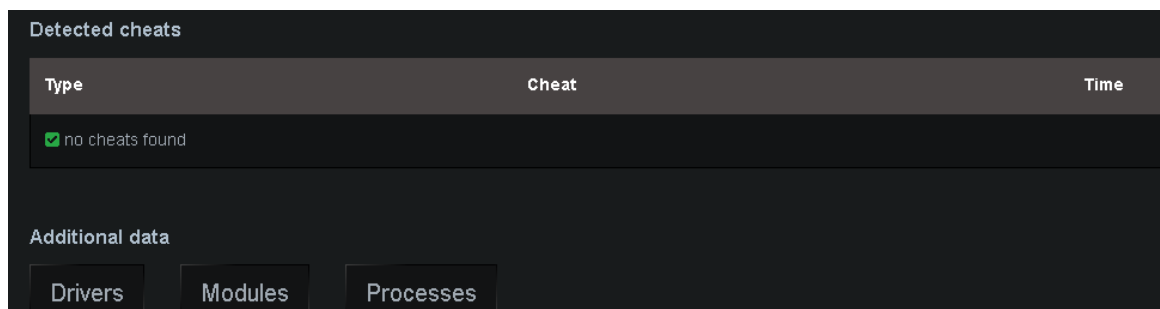 Detected cheats
Type Cheat Time
no cheats found
Additional data
Drivers Modules Processes